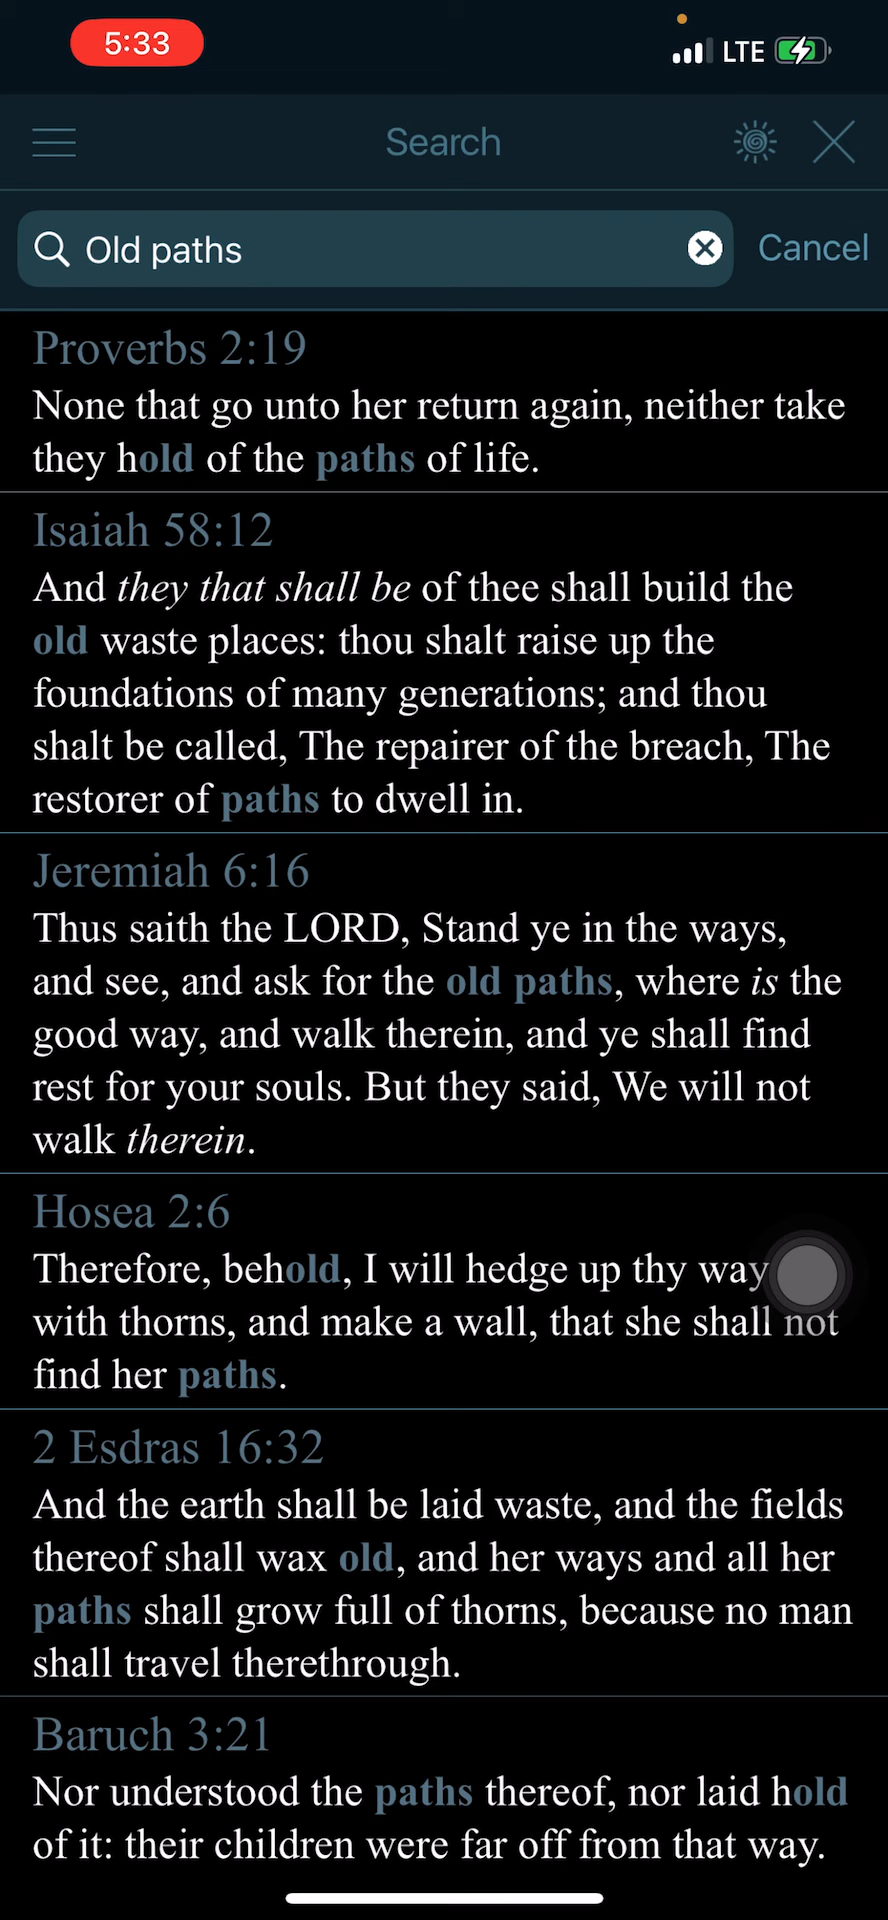 5:33
LTE
Search
Old paths
Cancel
Proverbs 2:19
None that go unto her return again, neither take
they hold of the paths of life.
Isaiah 58:12
And they that shall be of thee shall build the
old waste places: thou shalt raise up the
foundations of many generations; and thou
shalt be called, The repairer of the breach, The
restorer of paths to dwell in.
Jeremiah 6:16
Thus saith the LORD, Stand ye in the ways,
and see, and ask for the old paths, where is the
good way, and walk therein, and ye shall find
rest for your souls. But they said, We will not
walk therein.
Hosea 2:6
Therefore, behold, I will hedge up thy way
with thorns, and make a wall, that she shall not
find her paths.
2 Esdras 16:32
And the earth shall be laid waste, and the fields
thereof shall wax old, and her ways and all her
paths shall grow full of thorns, because no man
shall travel therethrough.
Baruch 3:21
Nor understood the paths thereof, nor laid hold
of it: their children were far off from that way.